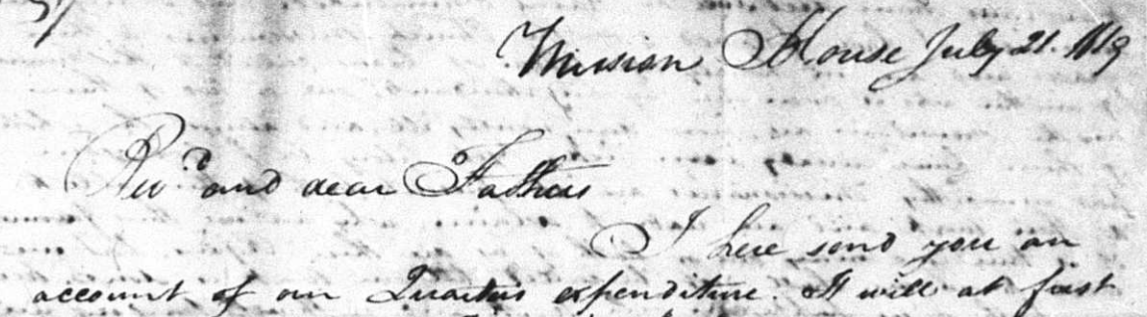 Mission House July 21. 1819
Revd and dear Fathers
I here send you an
account of our Quarters expenditure. It will at first